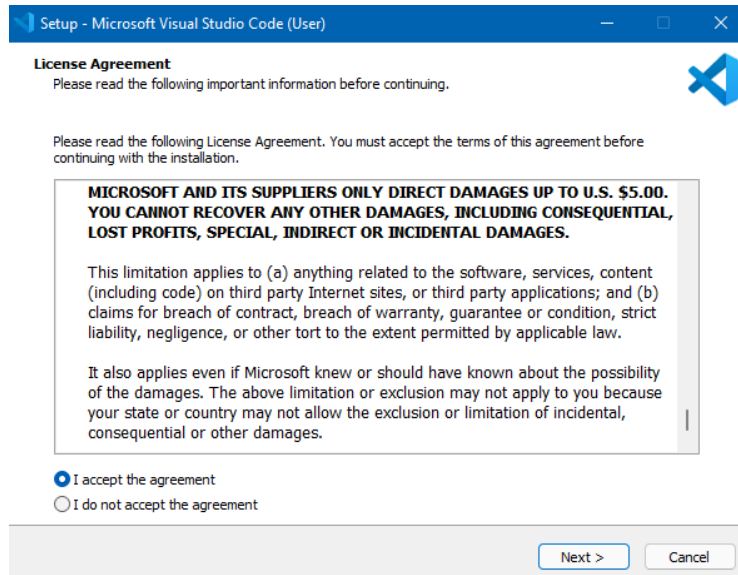 Setup - Microsoft Visual Studio Code (User)
License Agreement
Please read the following important information before continuing.
Please read the following License Agreement. You must accept the terms of this agreement before
continuing with the installation.
MICROSOFT AND ITS SUPPLIERS ONLY DIRECT DAMAGES UP TO U.S. $5.00.
YOU CANNOT RECOVER ANY OTHER DAMAGES, INCLUDING CONSEQUENTIAL,
LOST PROFITS, SPECIAL, INDIRECT OR INCIDENTAL DAMAGES.
This limitation applies to (a) anything related to the software, services, content
(including code) on third party Internet sites, or third party applications; and (b)
claims for breach of contract, breach of warranty, guarantee or condition, strict
liability, negligence, or other tort to the extent permitted by applicable law.
It also applies even if Microsoft knew or should have known about the possibility
of the damages. The above limitation or exclusion may not apply to you because
your state or country may not allow the exclusion or limitation of incidental,
consequential or other damages.
I accept the agreement
I do not accept the agreement
Next >
Cancel